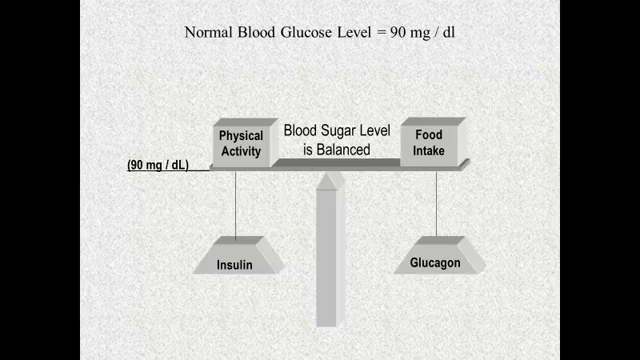 Normal Blood Glucose Level = 90 mg / dl
Physical
Activity
Blood Sugar Level
is Balanced
Food
Intake
(90 mg / dL)
Insulin
Glucagon